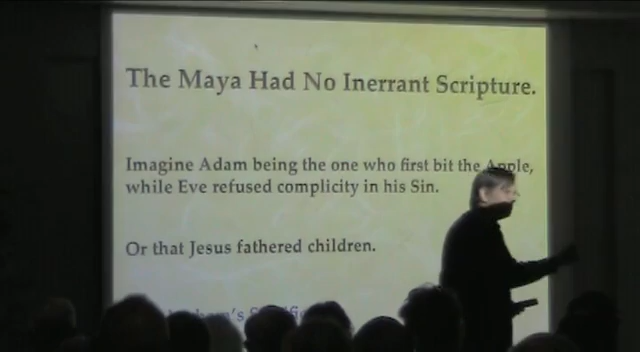 The Maya Had No Inerrant Scripture.
Imagine Adam being the one who first bit the Apple,
while Eve refused complicity in his Sin.
Or that Jesus fathered children.